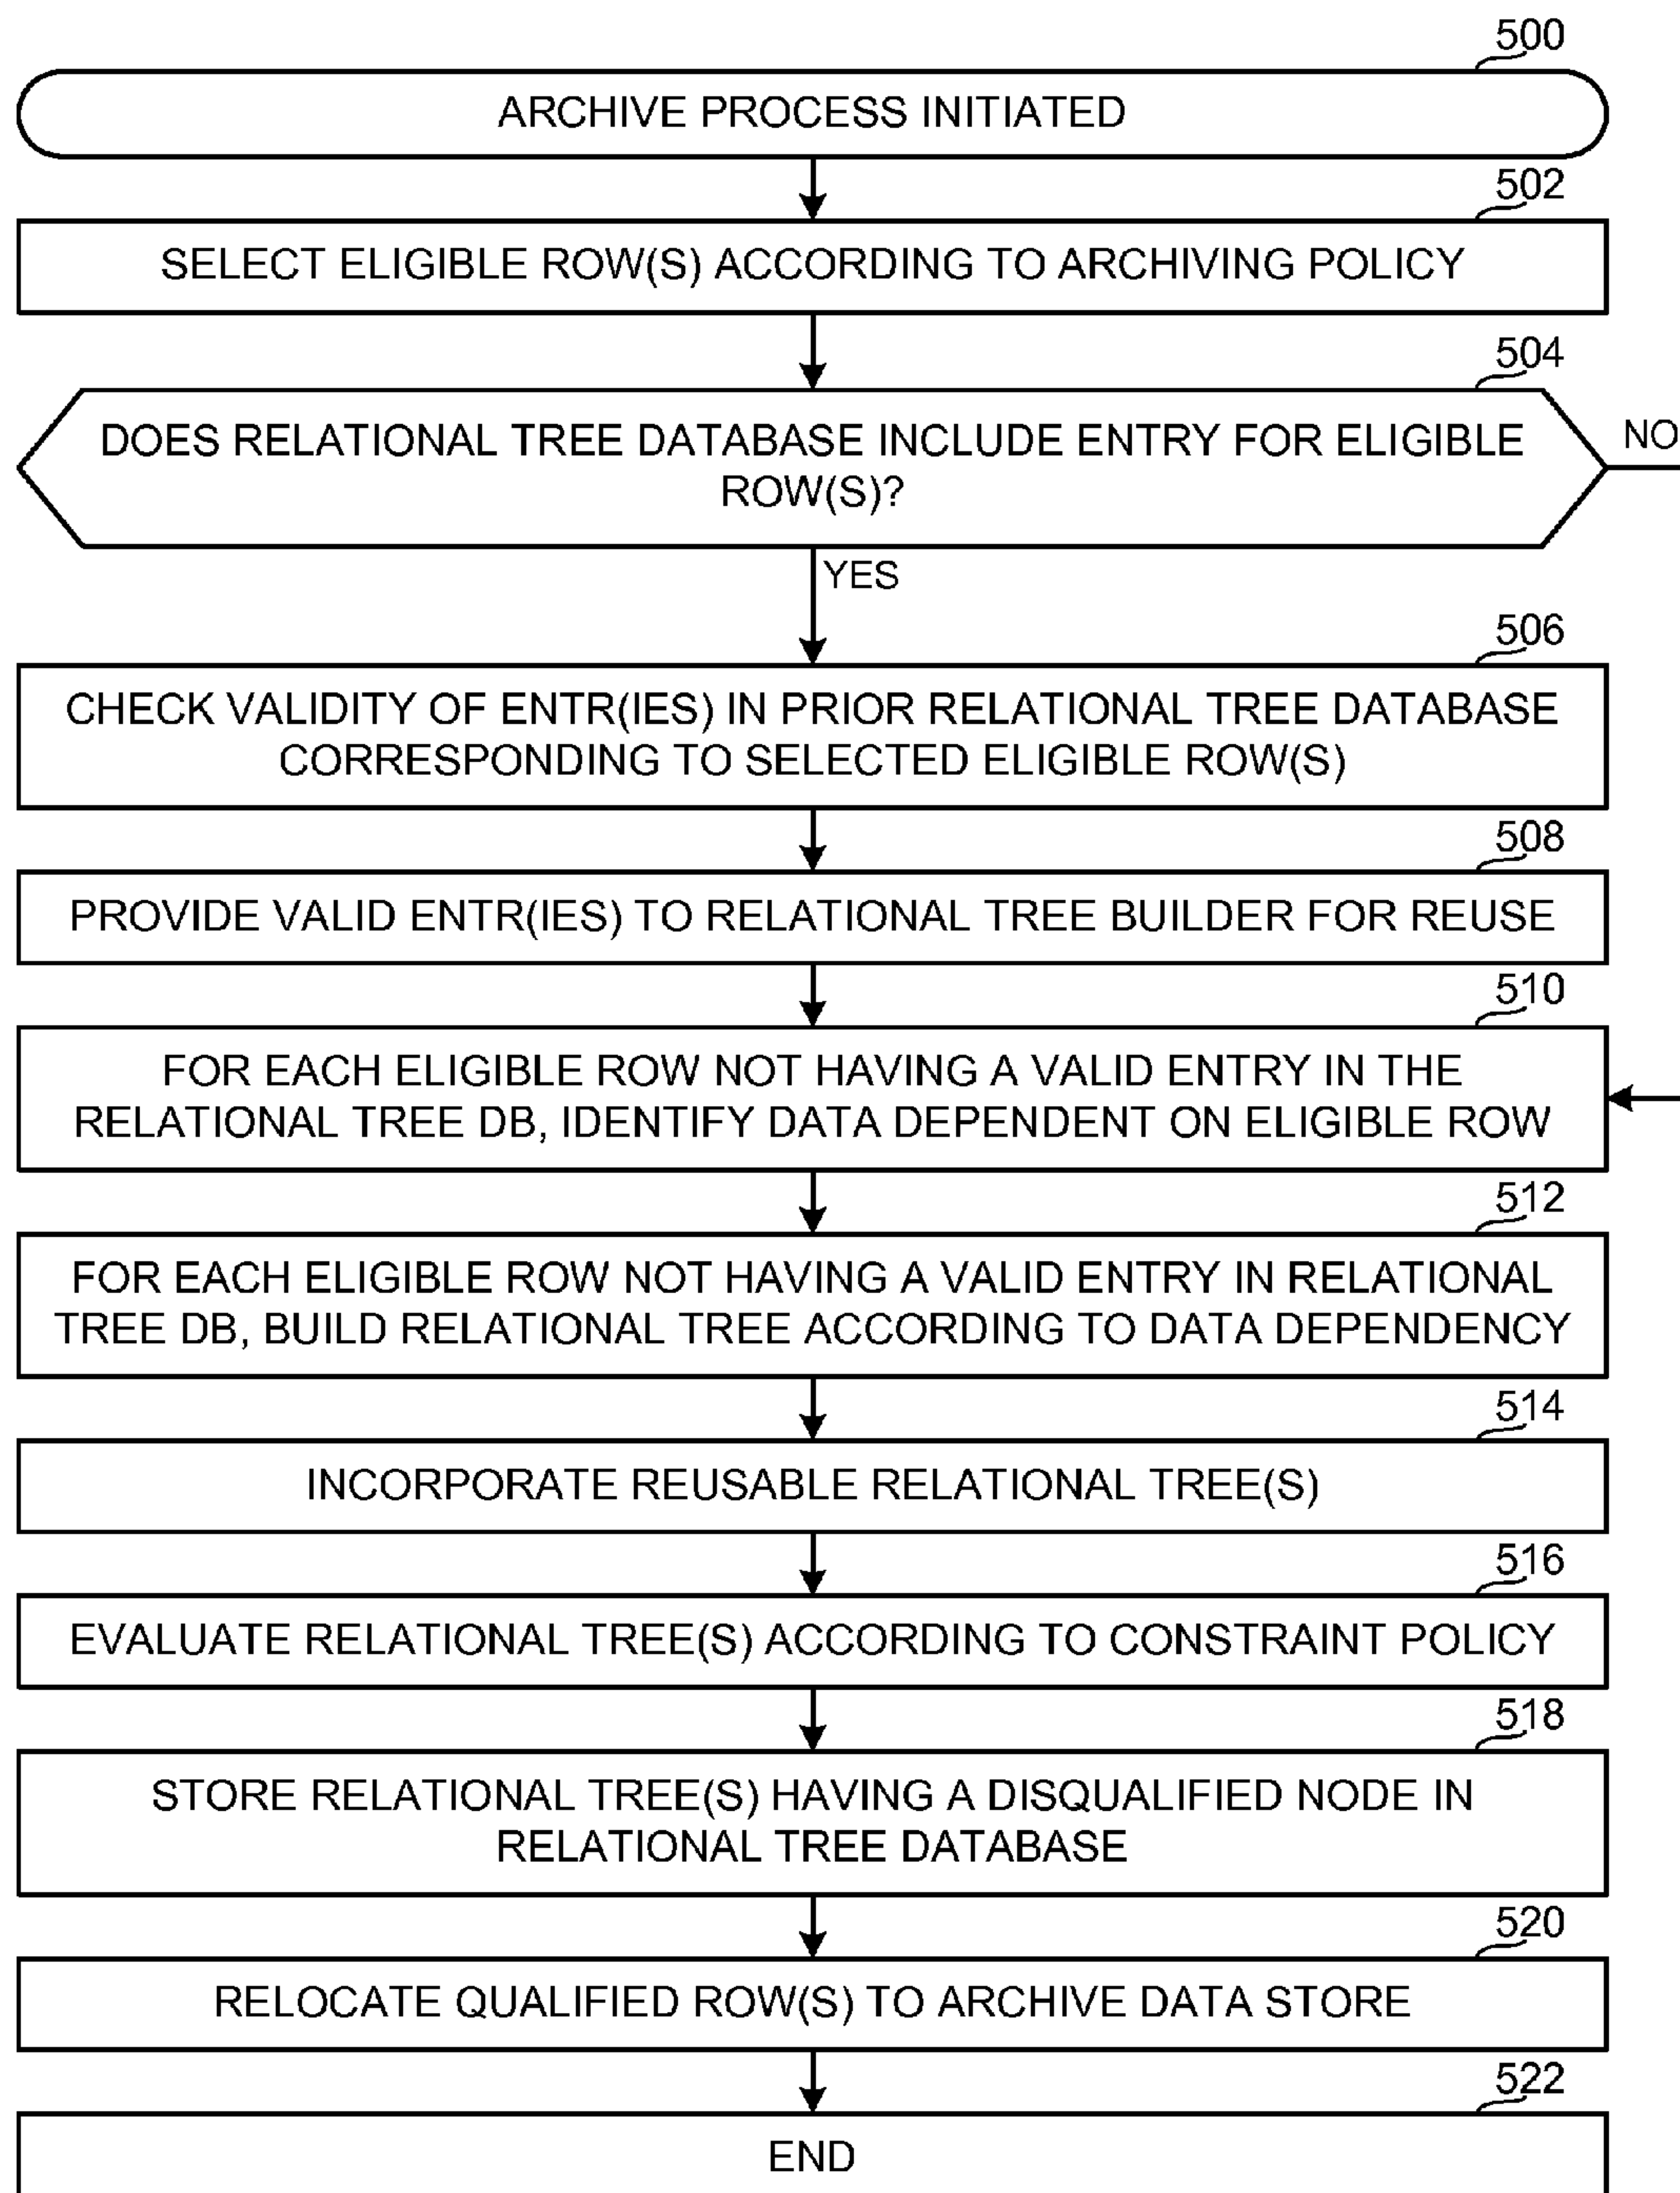 500
ARCHIVE PROCESS INITIATED
502
SELECT ELIGIBLE ROW(S) ACCORDING TO ARCHIVING POLICY
504
DOES RELATIONAL TREE DATABASE INCLUDE ENTRY FOR ELIGIBLE
ROW(S)?
NO
YES
506
CHECK VALIDITY OF ENTR(IES) IN PRIOR RELATIONAL TREE DATABASE
CORRESPONDING TO SELECTED ELIGIBLE ROW(S)
508
PROVIDE VALID ENTR(IES) TO RELATIONAL TREE BUILDER FOR REUSE
510
FOR EACH ELIGIBLE ROW NOT HAVING A VALID ENTRY IN THE
RELATIONAL TREE DB, IDENTIFY DATA DEPENDENT ON ELIGIBLE ROW
512
FOR EACH ELIGIBLE ROW NOT HAVING A VALID ENTRY IN RELATIONAL
TREE DB, BUILD RELATIONAL TREE ACCORDING TO DATA DEPENDENCY
514
INCORPORATE REUSABLE RELATIONAL TREE(S)
516
EVALUATE RELATIONAL TREE(S) ACCORDING TO CONSTRAINT POLICY
518
STORE RELATIONAL TREE(S) HAVING A DISQUALIFIED NODE IN
RELATIONAL TREE DATABASE
520
RELOCATE QUALIFIED ROW(S) TO ARCHIVE DATA STORE
522
END